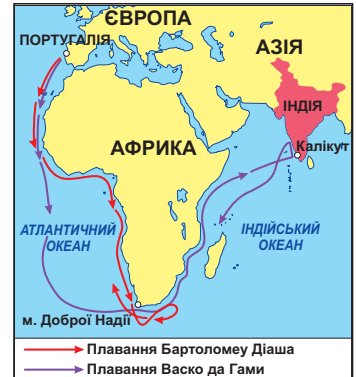 ЄВРОПА
ПОРТУГАЛІЯ
АЗІЯ
ІНДІЯ
Калікут
АФРИКА
АТЛАНТИЧНИЙ
ОКЕАН
ІНДІЙСЬКИЙ
ОКЕАН
м. Доброї Надії
Плавання Бартоломеу Діаша
Плавання Васко да Гами